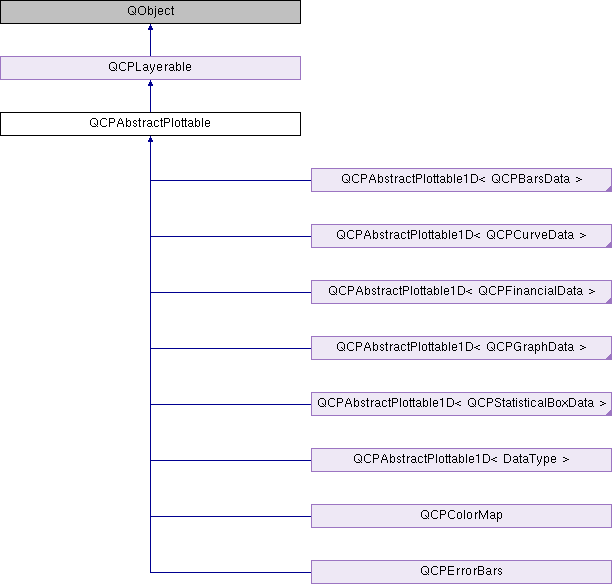 QObject
QCPLayerable
QCPAbstractPlottable
QCPAbstractPlottable1D< QCPBarsData >
QCPAbstractPlottable1D< QCPCurveData >
QCPAbstractPlottable1D< QCPFinancialData >
QCPAbstractPlottable1D< QCPGraphData >
QCPAbstractPlottable1D< QCPStatisticalBoxData >
QCPAbstractPlottable1D< DataType >
QCPColorMap
QCPErrorBars